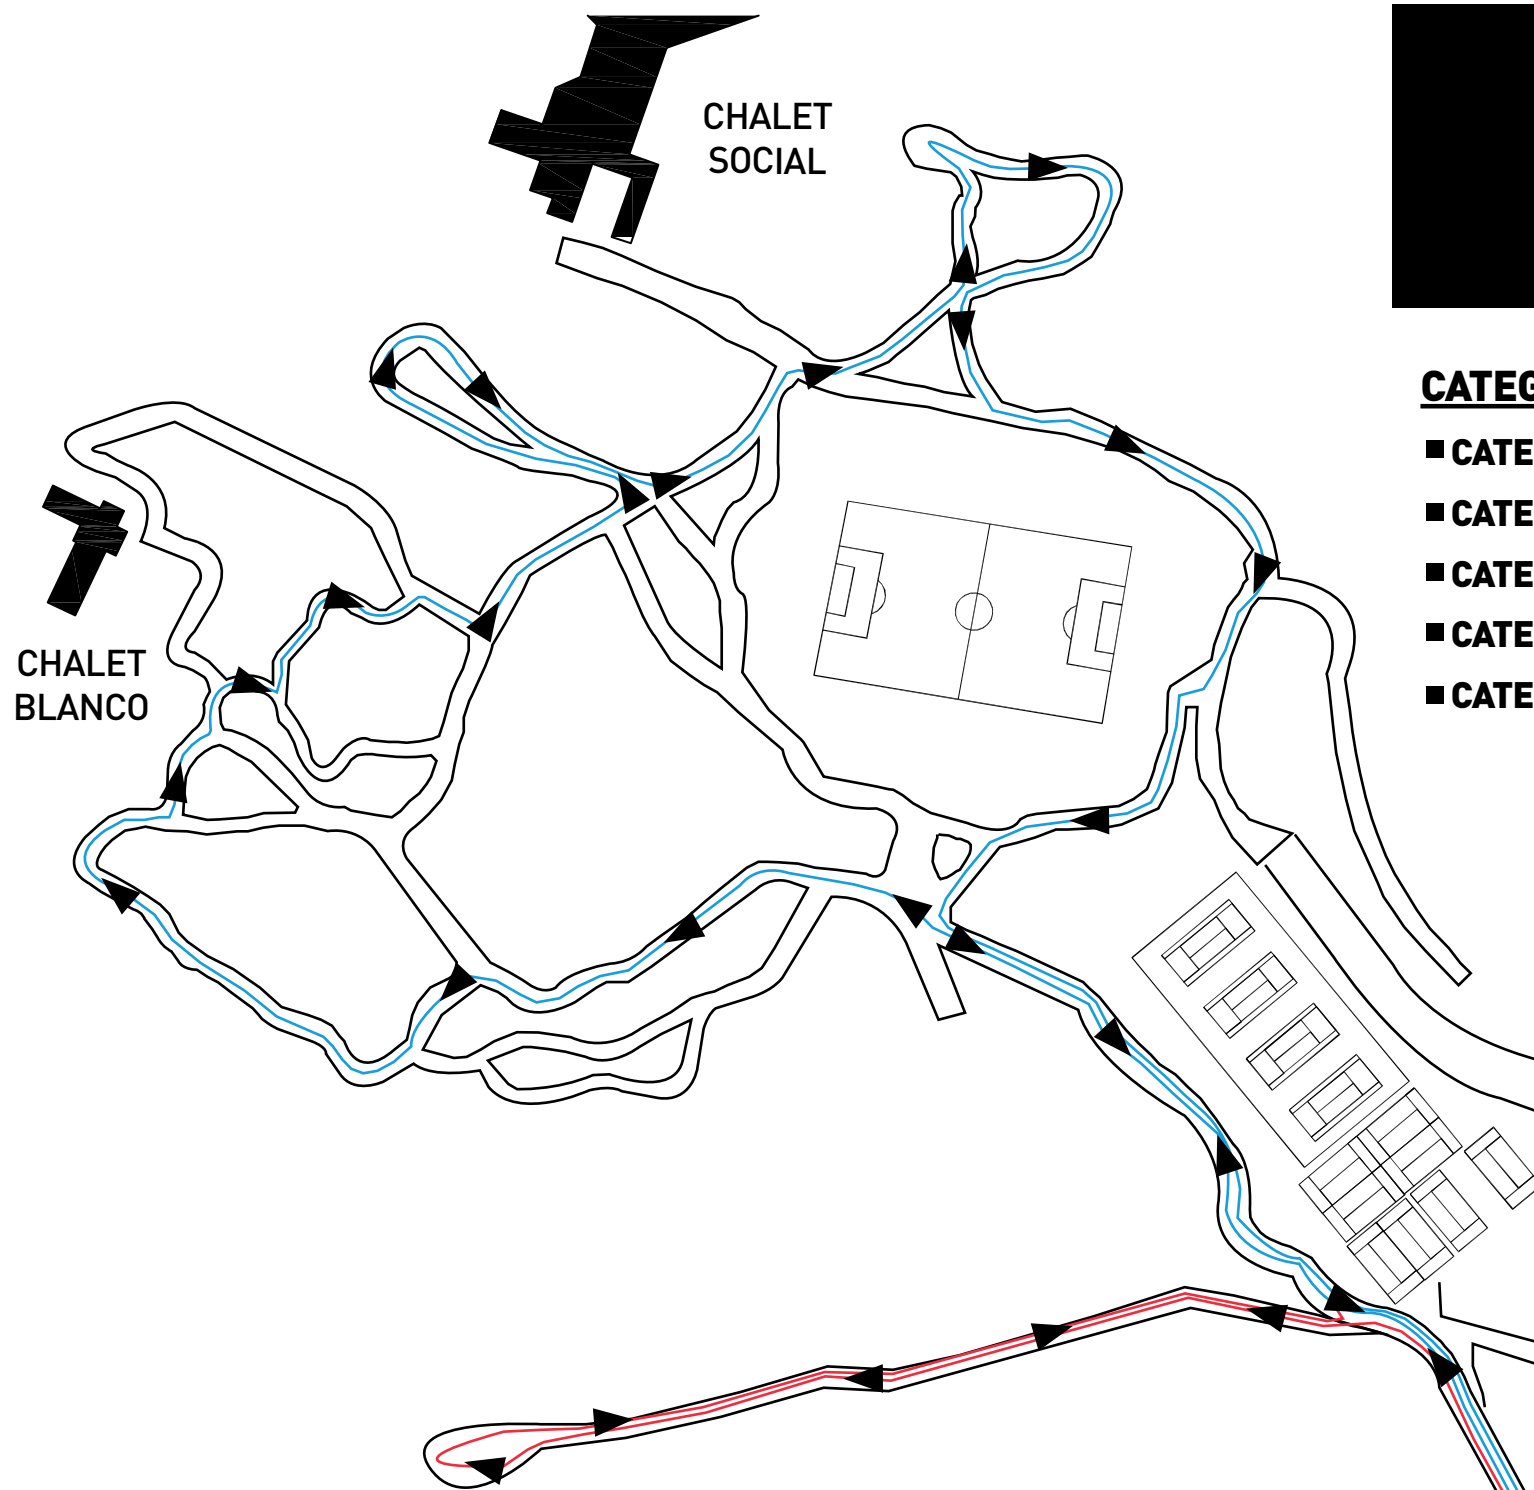 CHALET
SOCIAL
CATEG
■ CATE
■ CATE
■ CATE
■ CATE
■ CATE
CHALET
BLANCO